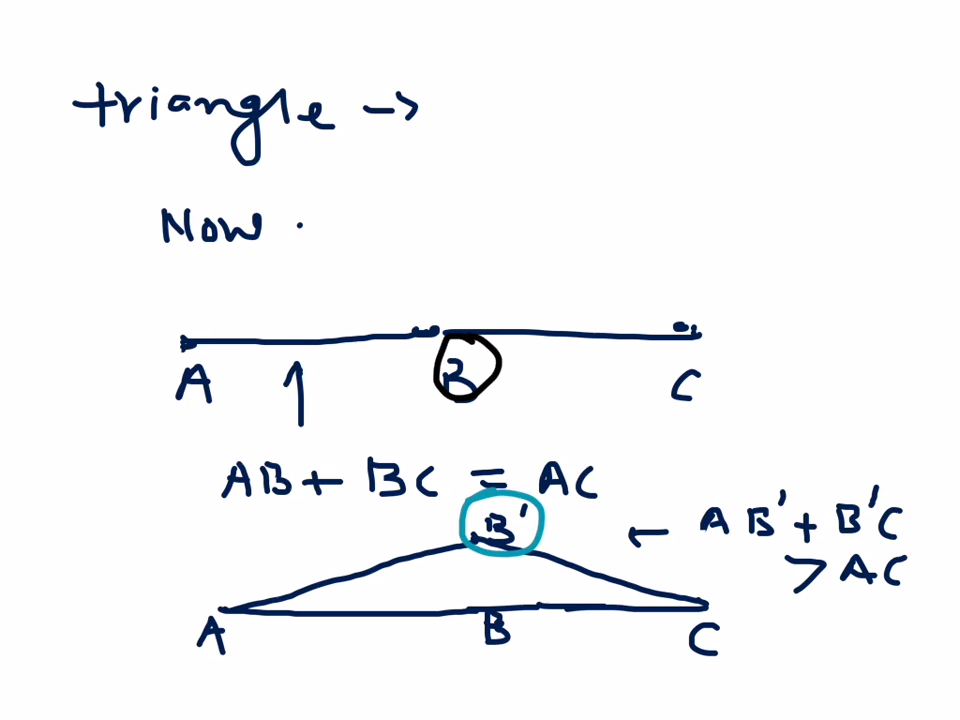 triangle →
Now .
A B C
AB + BC = AC
B' ← AB' + B'C
> AC
A B C